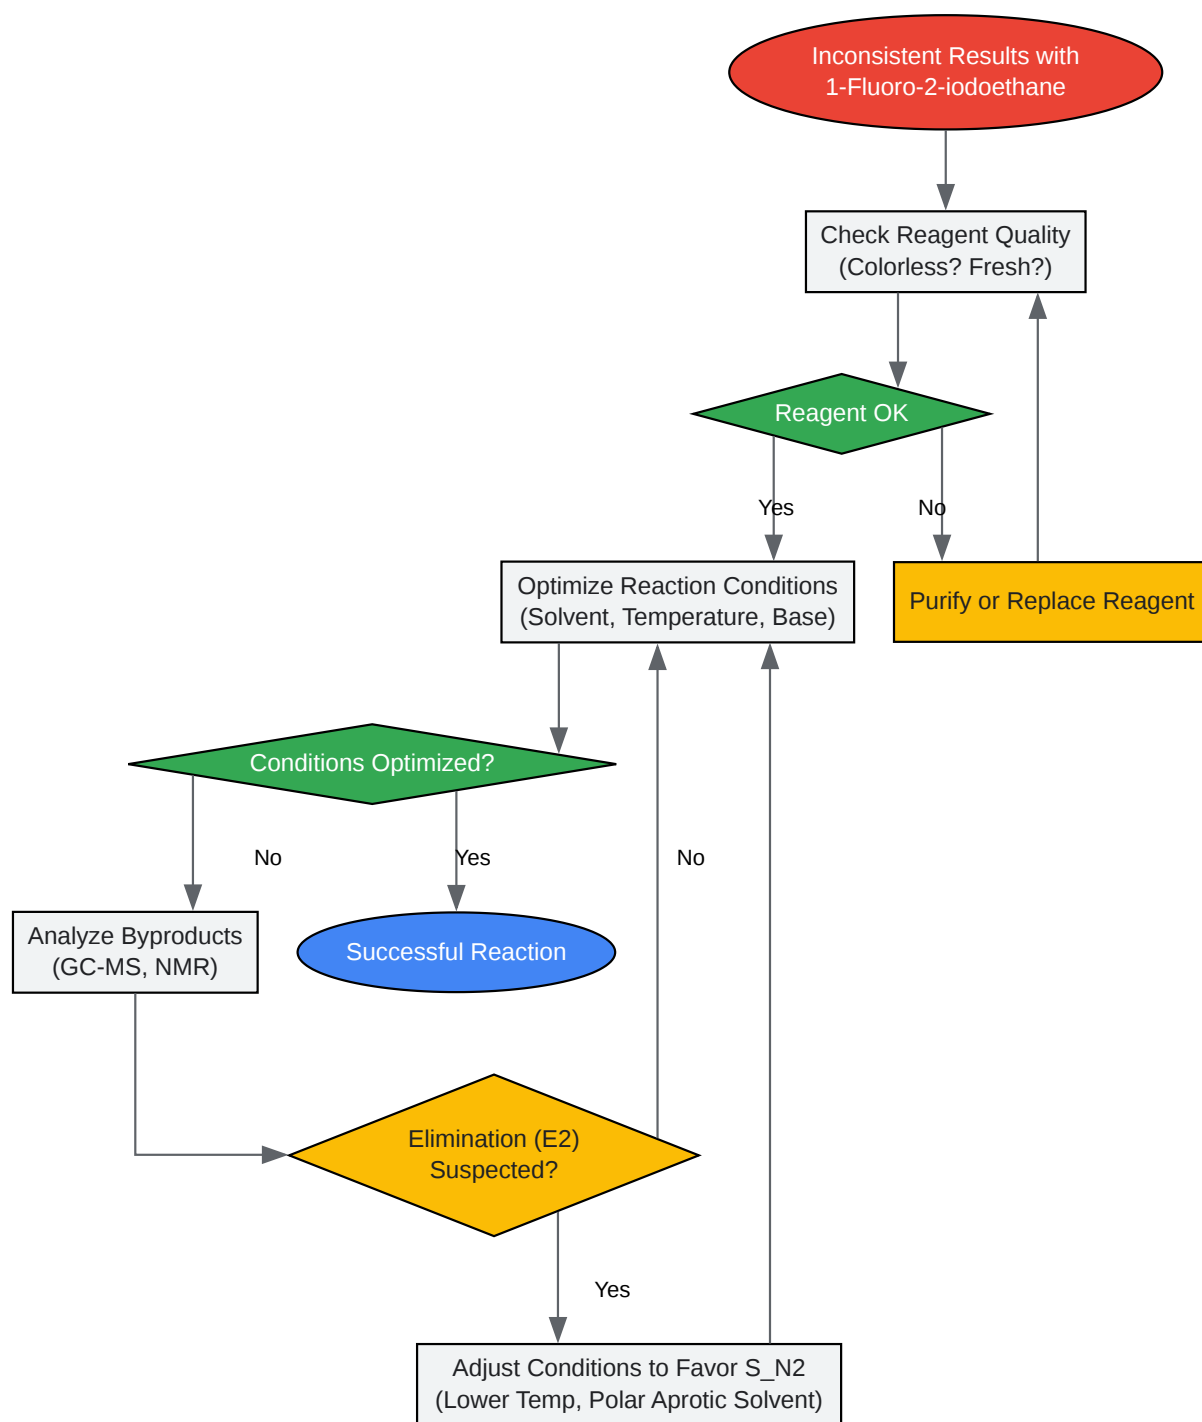 Inconsistent Results with
1-Fluoro-2-iodoethane
Check Reagent Quality
(Colorless? Fresh?)
Reagent OK
Yes
No
Optimize Reaction Conditions
(Solvent, Temperature, Base)
Purify or Replace Reagent
Conditions Optimized?
No
Yes
No
Analyze Byproducts
(GC-MS, NMR)
Successful Reaction
Elimination (E2)
Suspected?
Yes
Adjust Conditions to Favor S_N2
(Lower Temp, Polar Aprotic Solvent)